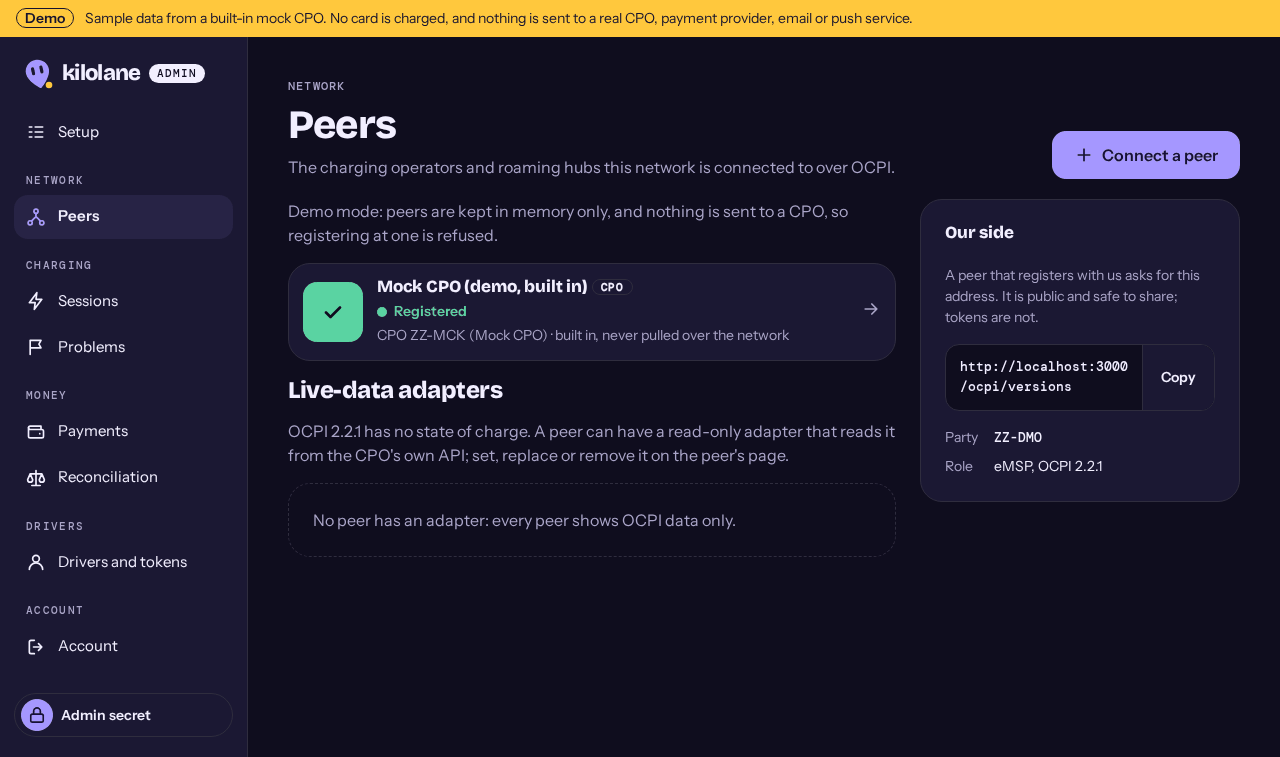 Demo Sample data from a built-in mock CPO. No card is charged, and nothing is sent to a real CPO, payment provider, email or push service.
kilolane ADMIN
Setup
NETWORK
Peers
CHARGING
Sessions
Problems
MONEY
Payments
Reconciliation
DRIVERS
Drivers and tokens
ACCOUNT
Account
Admin secret
NETWORK
Peers
The charging operators and roaming hubs this network is connected to over OCPI.
Connect a peer
Demo mode: peers are kept in memory only, and nothing is sent to a CPO, so
registering at one is refused.
Mock CPO (demo, built in) CPO
Registered
CPO ZZ-MCK (Mock CPO) · built in, never pulled over the network
Live-data adapters
OCPI 2.2.1 has no state of charge. A peer can have a read-only adapter that reads it
from the CPO's own API; set, replace or remove it on the peer's page.
No peer has an adapter: every peer shows OCPI data only.
Our side
A peer that registers with us asks for this
address. It is public and safe to share;
tokens are not.
http://localhost:3000
/ocpi/versions
Copy
Party ZZ-DMO
Role eMSP, OCPI 2.2.1